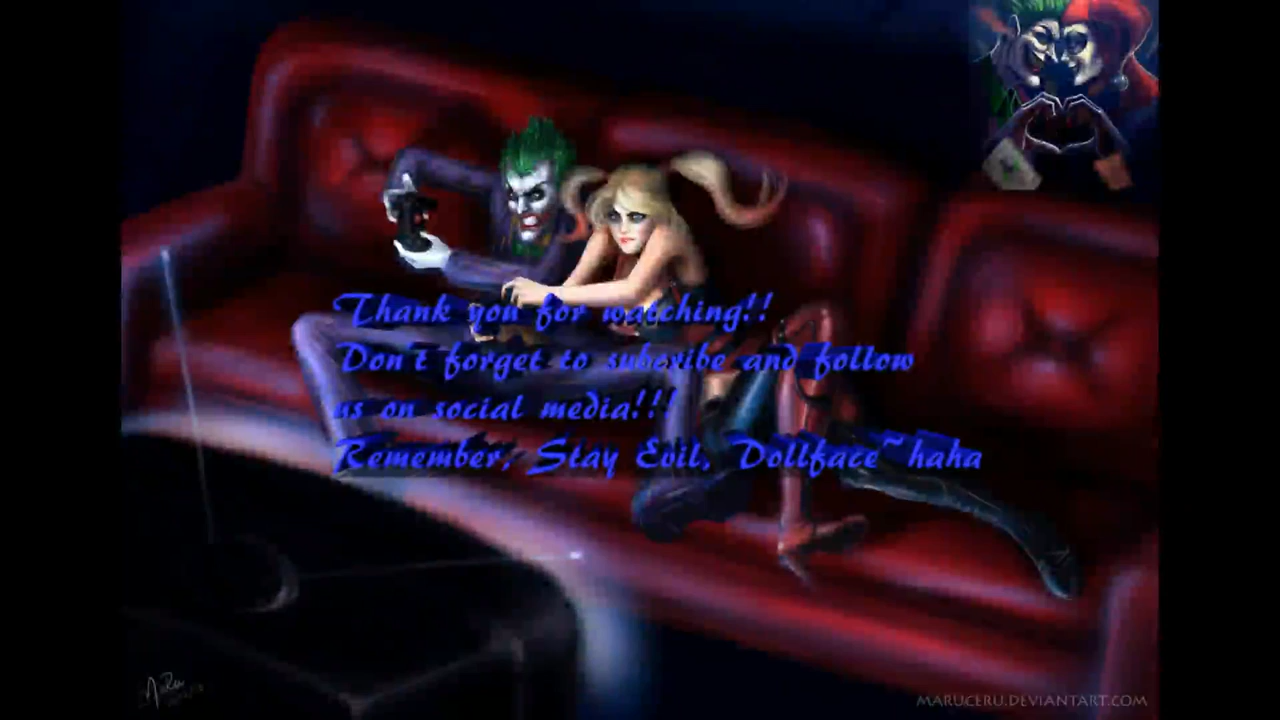 Thank you for watching!!
Don't forget to subcribe and follow
us on social media!!!
Remember, Stay Evil, Dollface~haha
MARUCERU.DEVIANTART.COM